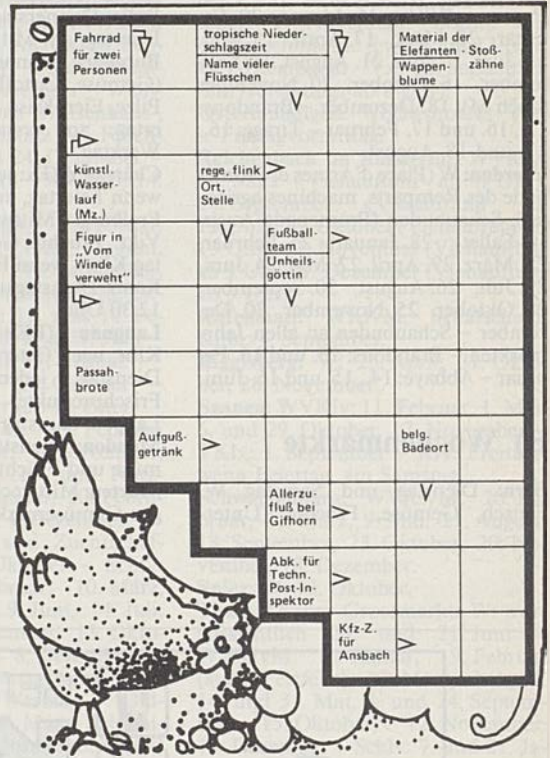 Fahrrad
für zwei
Personen
tropische Nieder-
schlagszeit
Name vieler
Flüsschen
Material der
Elefanten - Stoß-
zähne
Wappen-
blume
künstl.
Wasser-
lauf
(Mz.)
rege, flink
Ort,
Stelle
Figur in
„Vom
Winde
verweht”
Fußball-
team
Unheils-
göttin
Passah-
brote
Aufguß-
getränk
belg.
Badeort
Allerzu
fluß bei
Gifhorn
Abk. für
Techn.
Post-In
spektor
Kfz-Z.
für
Ansbach